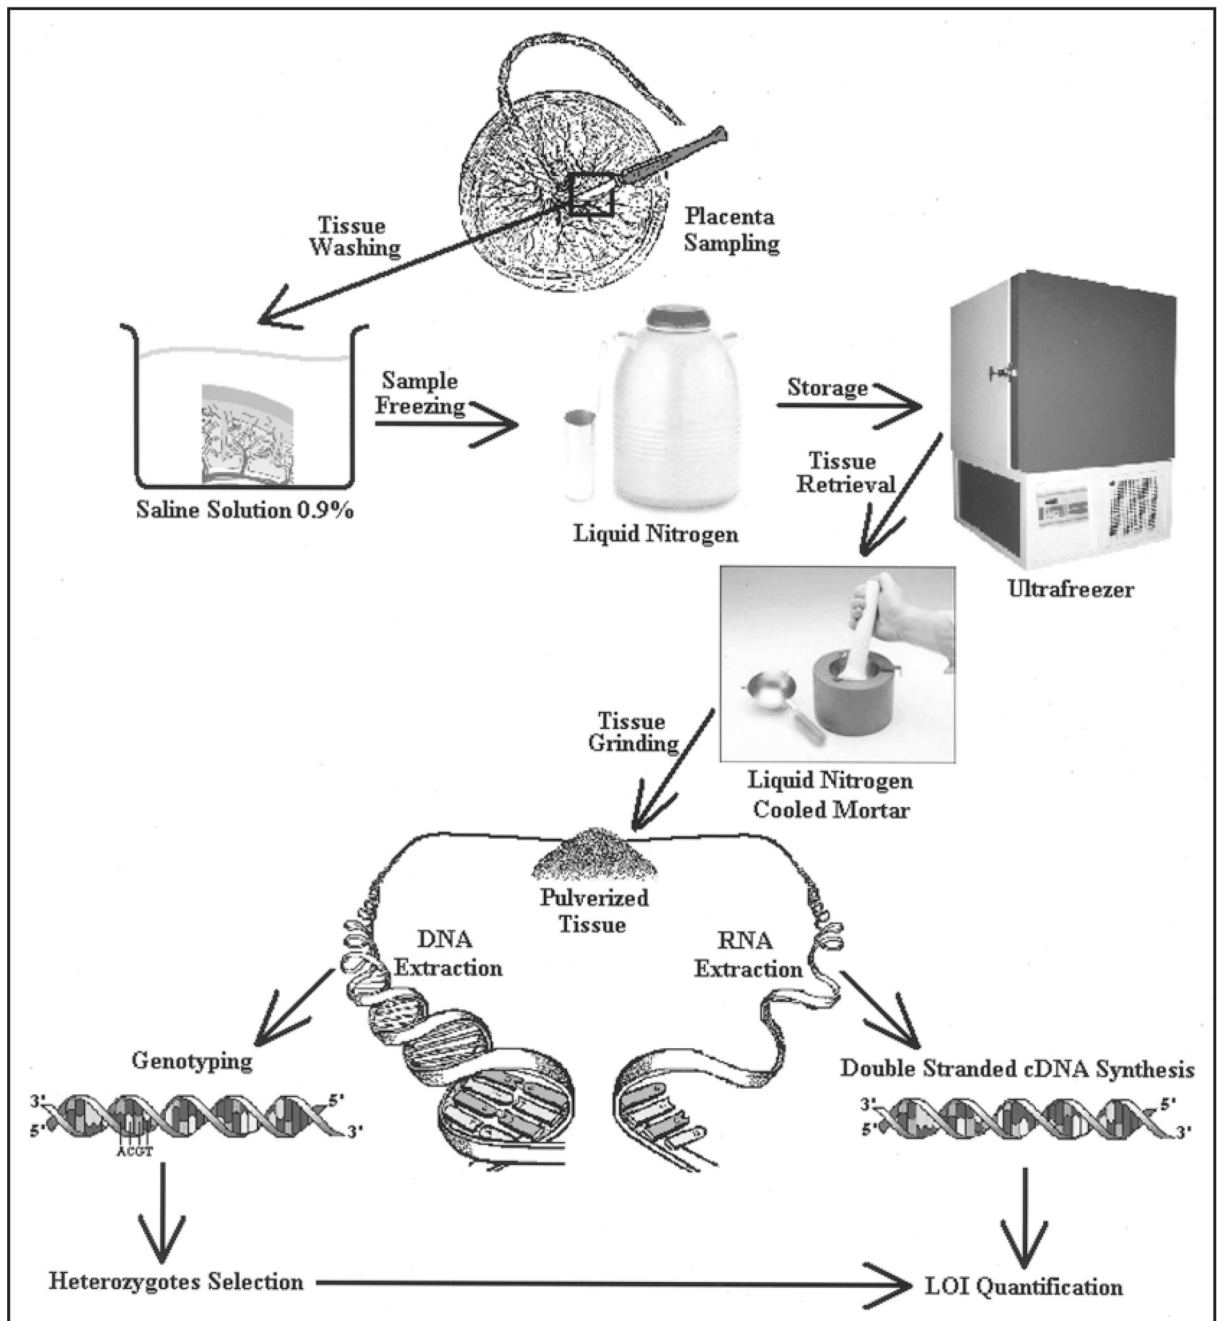 Placenta
Sampling
Tissue
Washing
Saline Solution 0.9%
Sample
Freezing
Liquid Nitrogen
Storage
Ultrafreezer
Tissue
Retrieval
Liquid Nitrogen
Cooled Mortar
Tissue
Grinding
Pulverized
Tissue
DNA
Extraction
RNA
Extraction
Genotyping
3' 5'
5' 3'
ACGT
Double Stranded cDNA Synthesis
3' 5'
5' 3'
Heterozygotes Selection
LOI Quantification